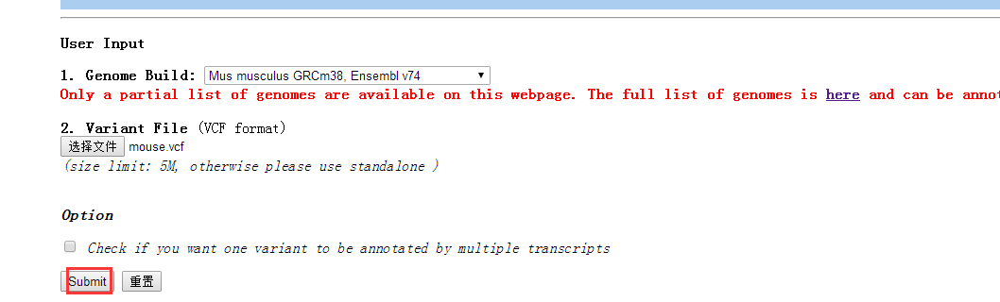 User Input
1. Genome Build: Mus musculus GRCm38, Ensembl v74
Only a partial list of genomes are available on this webpage. The full list of genomes is here and can be
2. Variant File (VCF format)
选择文件 mouse.vcf
(size limit: 5M, otherwise please use standalone )
Option
Check if you want one variant to be annotated by multiple transcripts
Submit 重置